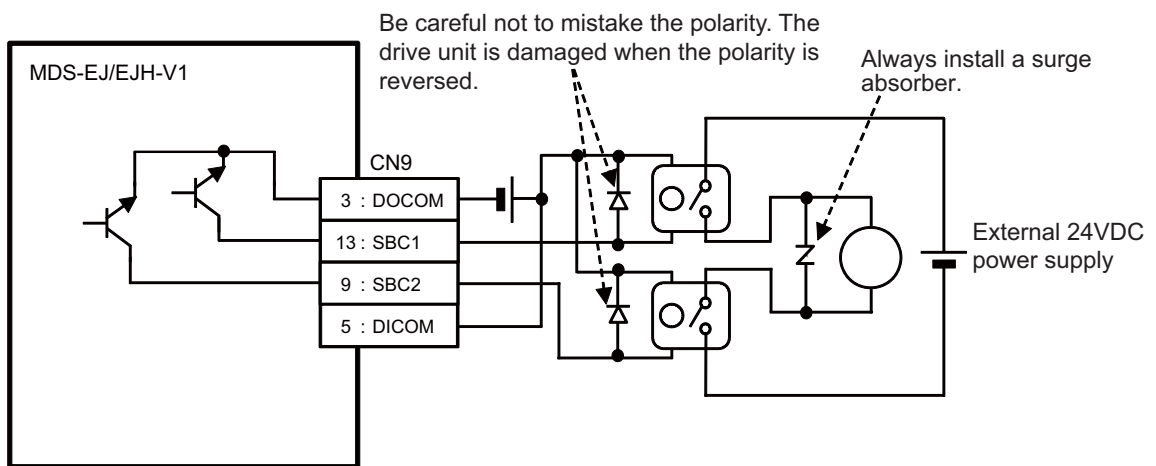 Be careful not to mistake the polarity. The
drive unit is damaged when the polarity is
reversed.
Always install a surge
absorber.
MDS-EJ/EJH-V1
CN9
3 : DOCOM
13 : SBC1
9 : SBC2
5 : DICOM
External 24VDC
power supply